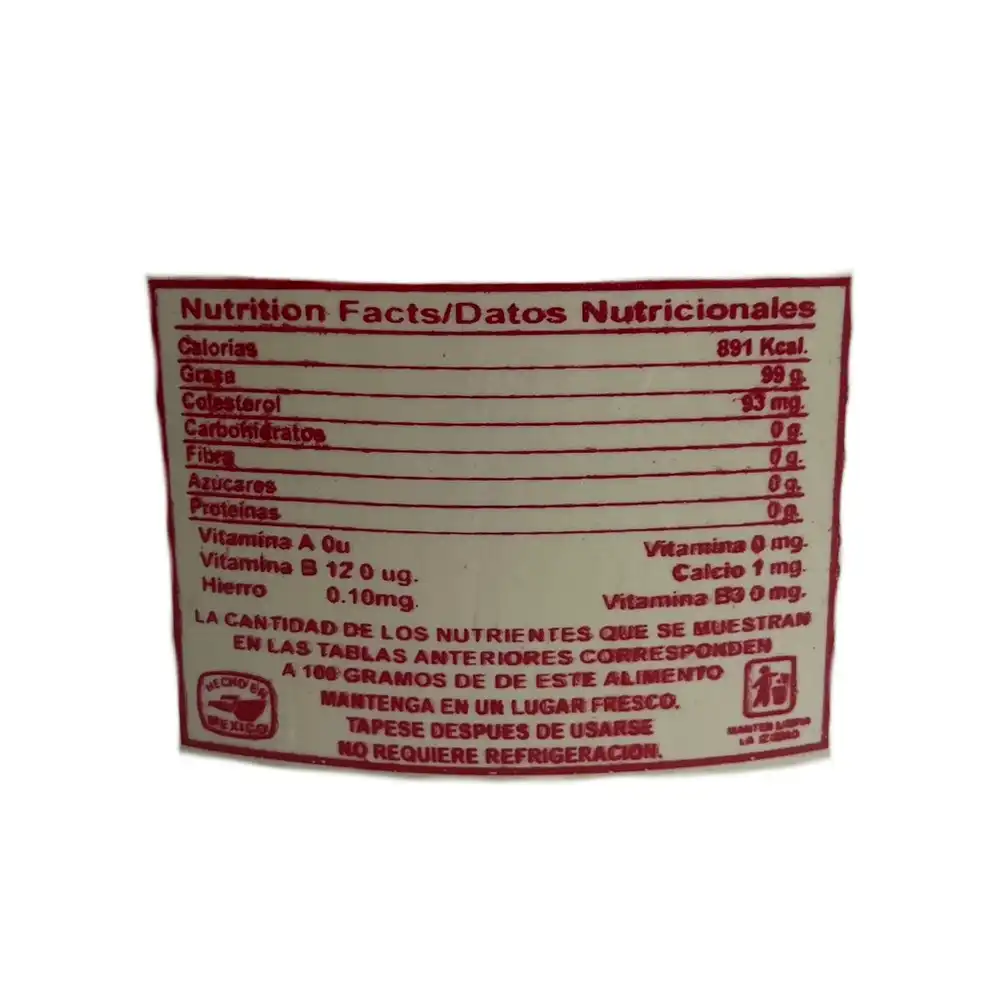 Nutrition Facts/Datos Nutricionales
Calorias 891 Kcal.
Grasa 99 g.
Colesterol 93 mg.
Carbohidratos 0 g.
Fibra 0 g.
Azúcares 0 g.
Proteínas 0 g.
Vitamina A 0u Vitamina 0 mg.
Vitamina B 12 0 ug. Calcio 1 mg.
Hierro 0.10mg. Vitamina B3 0 mg.
LA CANTIDAD DE LOS NUTRIENTES QUE SE MUESTRAN
EN LAS TABLAS ANTERIORES CORRESPONDEN
A 100 GRAMOS DE DE ESTE ALIMENTO
MANTENGA EN UN LUGAR FRESCO.
TAPESE DESPUES DE USARSE
NO REQUIERE REFRIGERACION.
HECHO EN
MEXICO